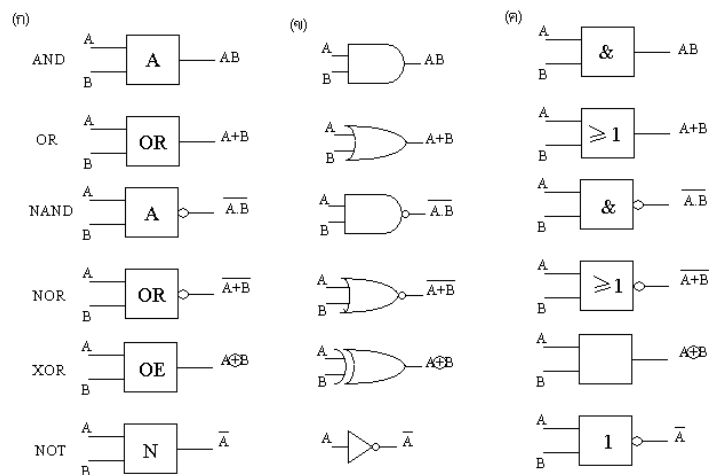 (ก) (ข) (ค)
AND A B A AB A B AB A B & AB
OR A B OR A+B A B A+B A B ≥1 A+B
NAND A B A A.B A B A.B A B & A.B
NOR A B OR A+B A B A+B A B ≥1 A+B
XOR A B OE A⊕B A B A⊕B A B A⊕B
NOT A B N A A A A B 1 A